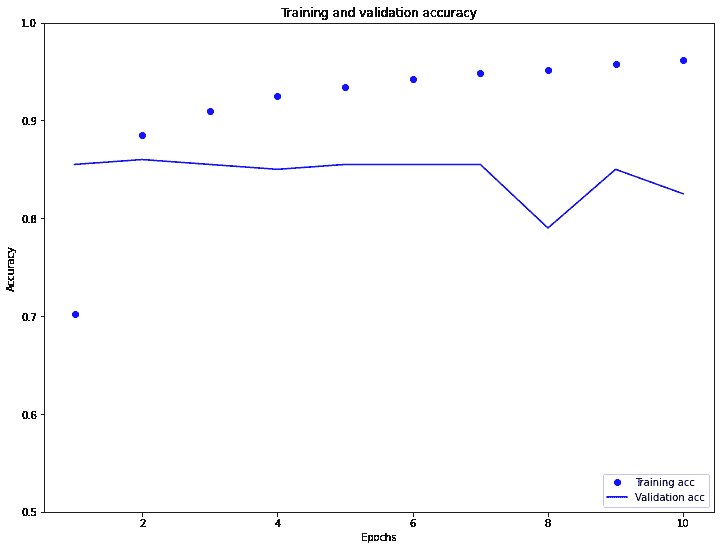 Training and validation accuracy
1.0
0.9
0.8
0.7
0.6
0.5
Accuracy
2
4
6
8
10
Epochs
Training acc
Validation acc